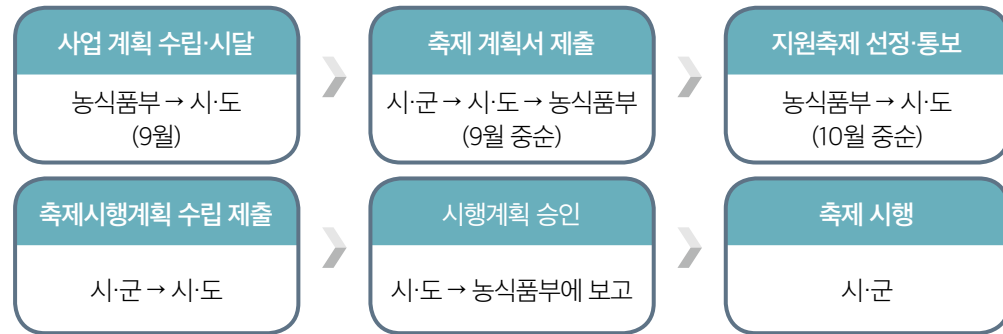 사업 계획 수립·시달
농식품부 → 시·도
(9월)
축제 계획서 제출
시·군 → 시·도 → 농식품부
(9월 중순)
지원축제 선정·통보
농식품부 → 시·도
(10월 중순)
축제시행계획 수립 제출
시·군 → 시·도
시행계획 승인
시·도 → 농식품부에 보고
축제 시행
시·군